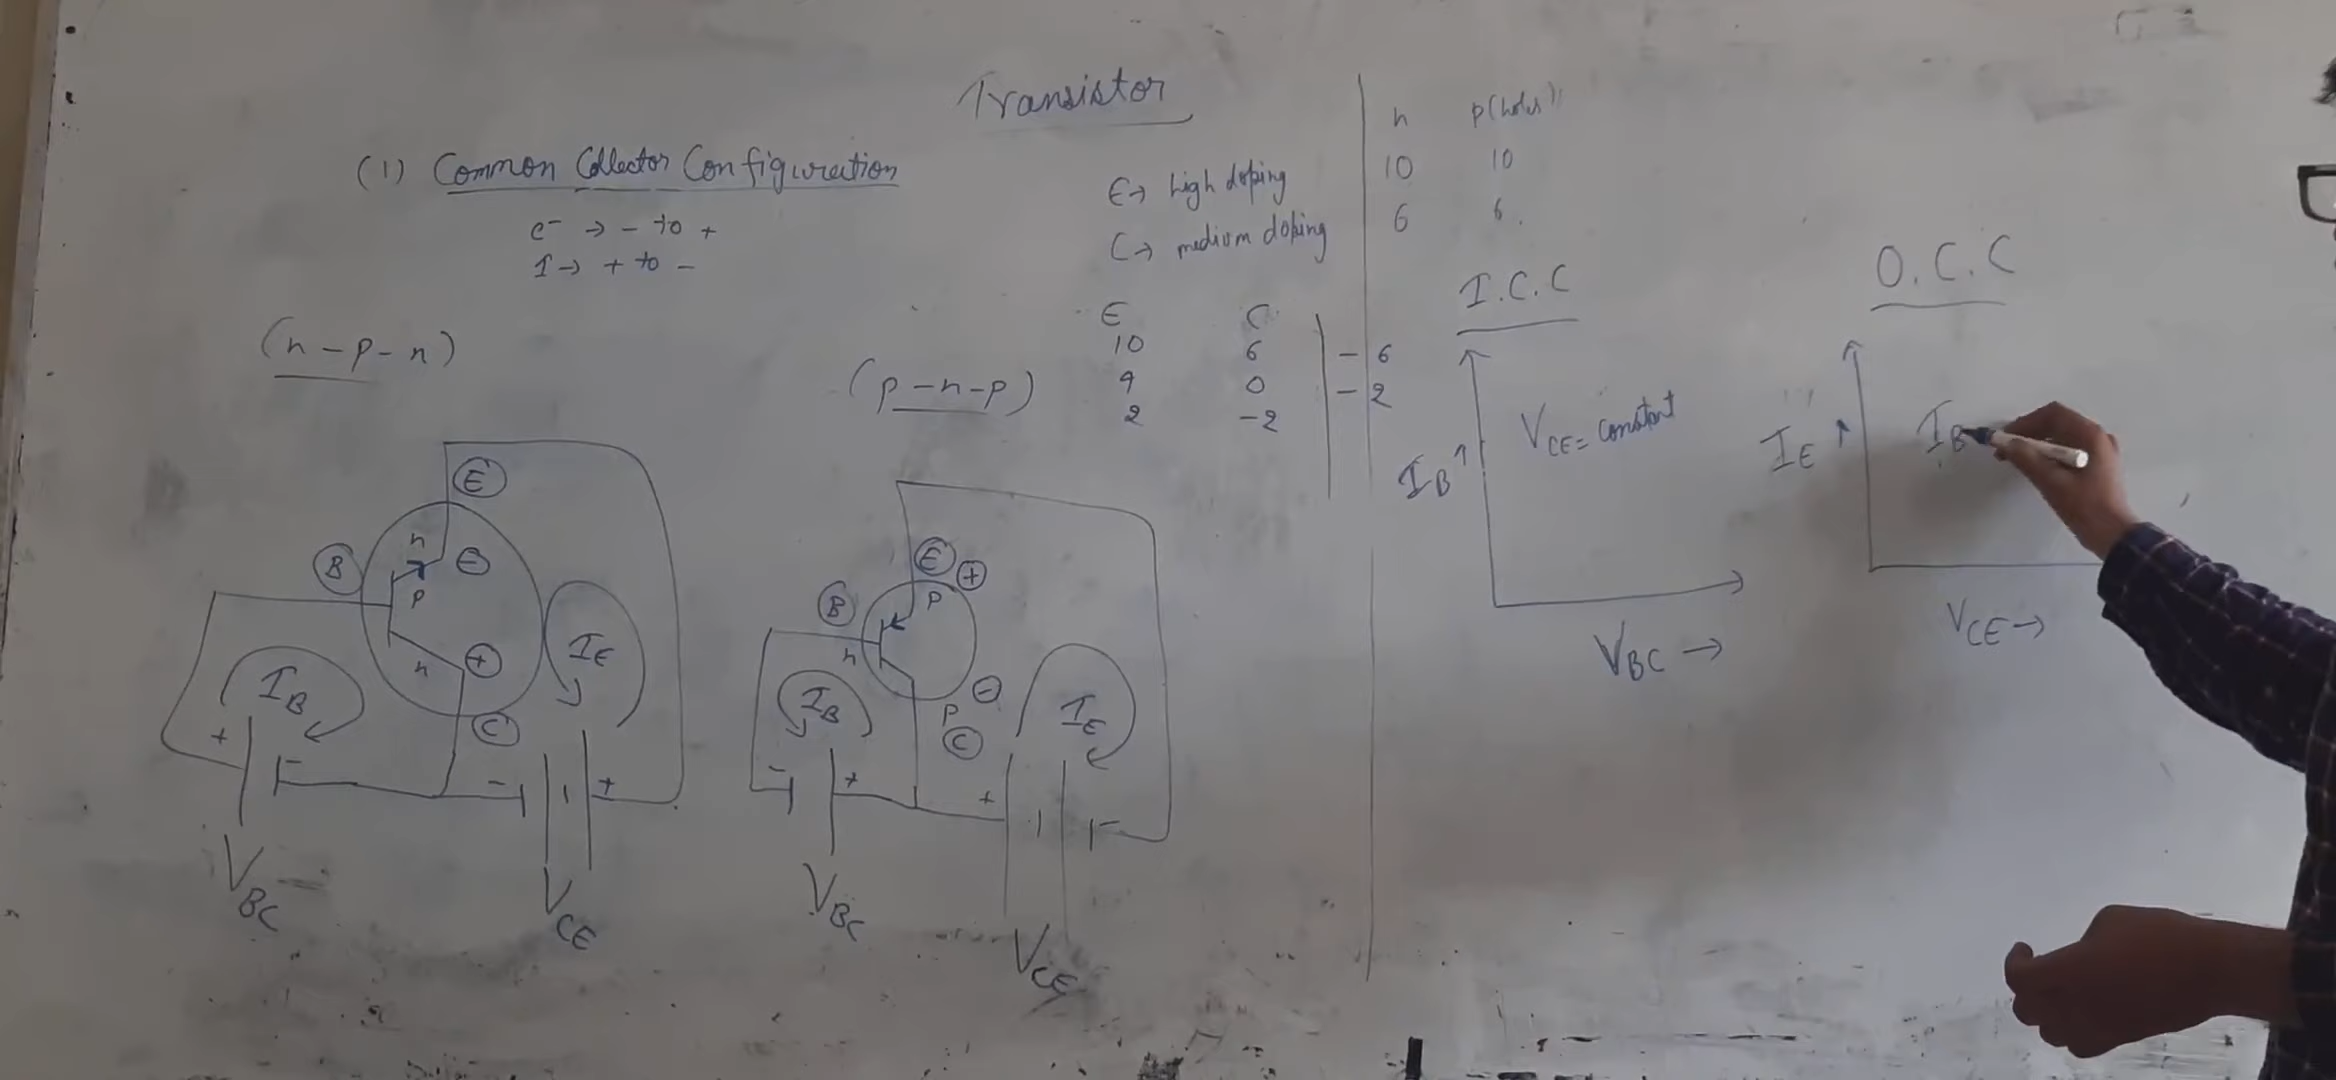 Transistor
(1) Common Collector Configuration
e⁻ → - to +
I → + to -
E → high doping
C → medium doping
n p(holes)
10 10
6 6
E C
10 6 - 6
9 0 - 2
2 -2
(n-p-n)
E
B
n
-
p
n
+
C
I_B
I_E
+ -
- +
V_BC
V_CE
(p-n-p)
E +
B
P
n
-
P
C
I_B
I_E
- +
+ -
V_BC
V_CE
I.C.C
V_CE = constant
I_B ↑
V_BC →
O.C.C
I_E ↑
I_B
V_CE →